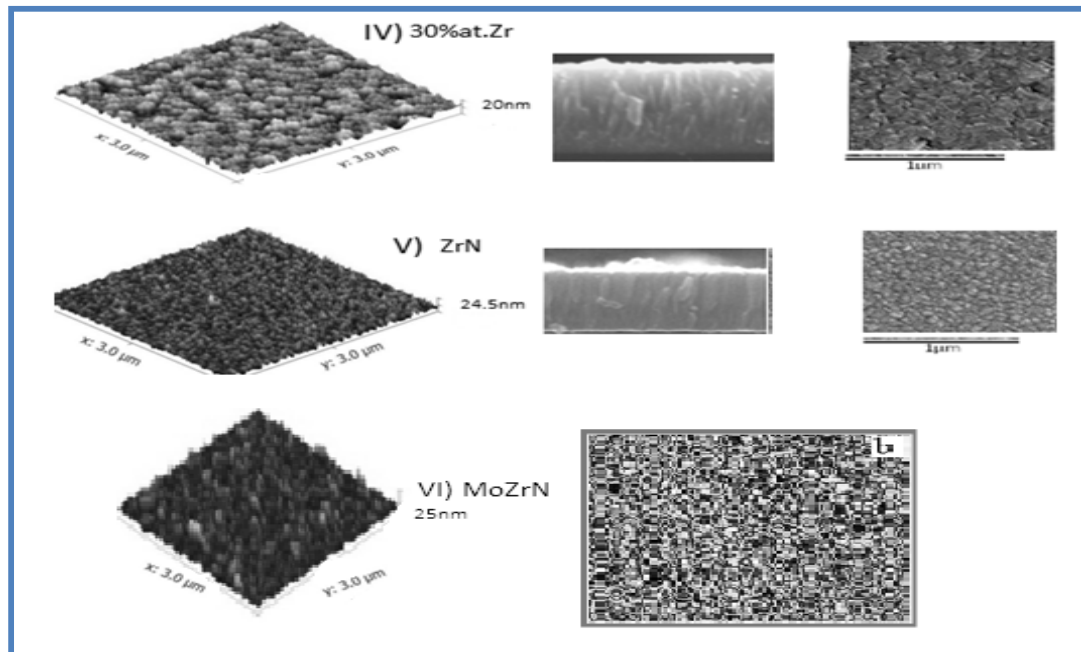 IV) 30%at.Zr
20nm
x: 3.0 µm
y: 3.0 µm
1µm
V) ZrN
24.5nm
x: 3.0 µm
y: 3.0 µm
1µm
b
VI) MoZrN
25nm
x: 3.0 µm
y: 3.0 µm